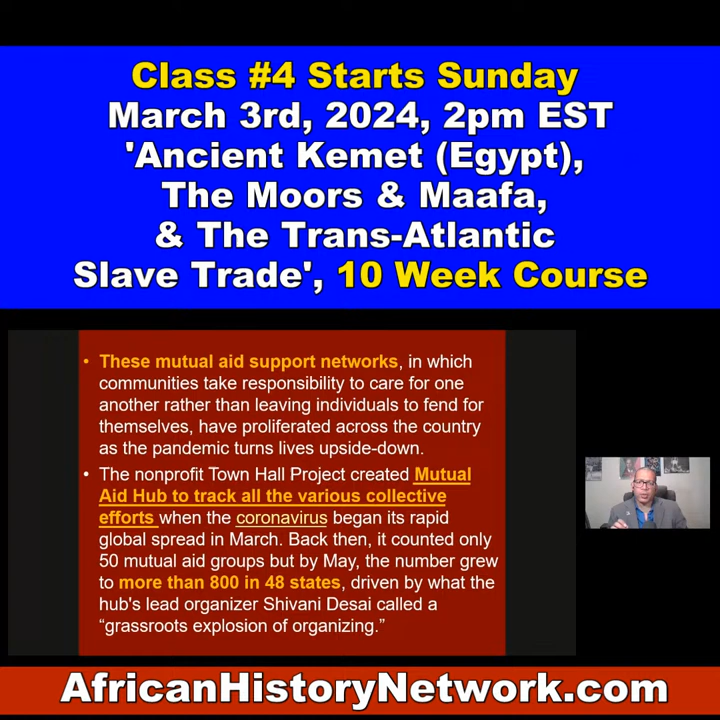 Class #4 Starts Sunday
March 3rd, 2024, 2pm EST
'Ancient Kemet (Egypt),
The Moors & Maafa,
& The Trans-Atlantic
Slave Trade', 10 Week Course
• These mutual aid support networks, in which
communities take responsibility to care for one
another rather than leaving individuals to fend for
themselves, have proliferated across the country
as the pandemic turns lives upside-down.
• The nonprofit Town Hall Project created Mutual
Aid Hub to track all the various collective
efforts when the coronavirus began its rapid
global spread in March. Back then, it counted only
50 mutual aid groups but by May, the number grew
to more than 800 in 48 states, driven by what the
hub's lead organizer Shivani Desai called a
“grassroots explosion of organizing.”
AfricanHistoryNetwork.com